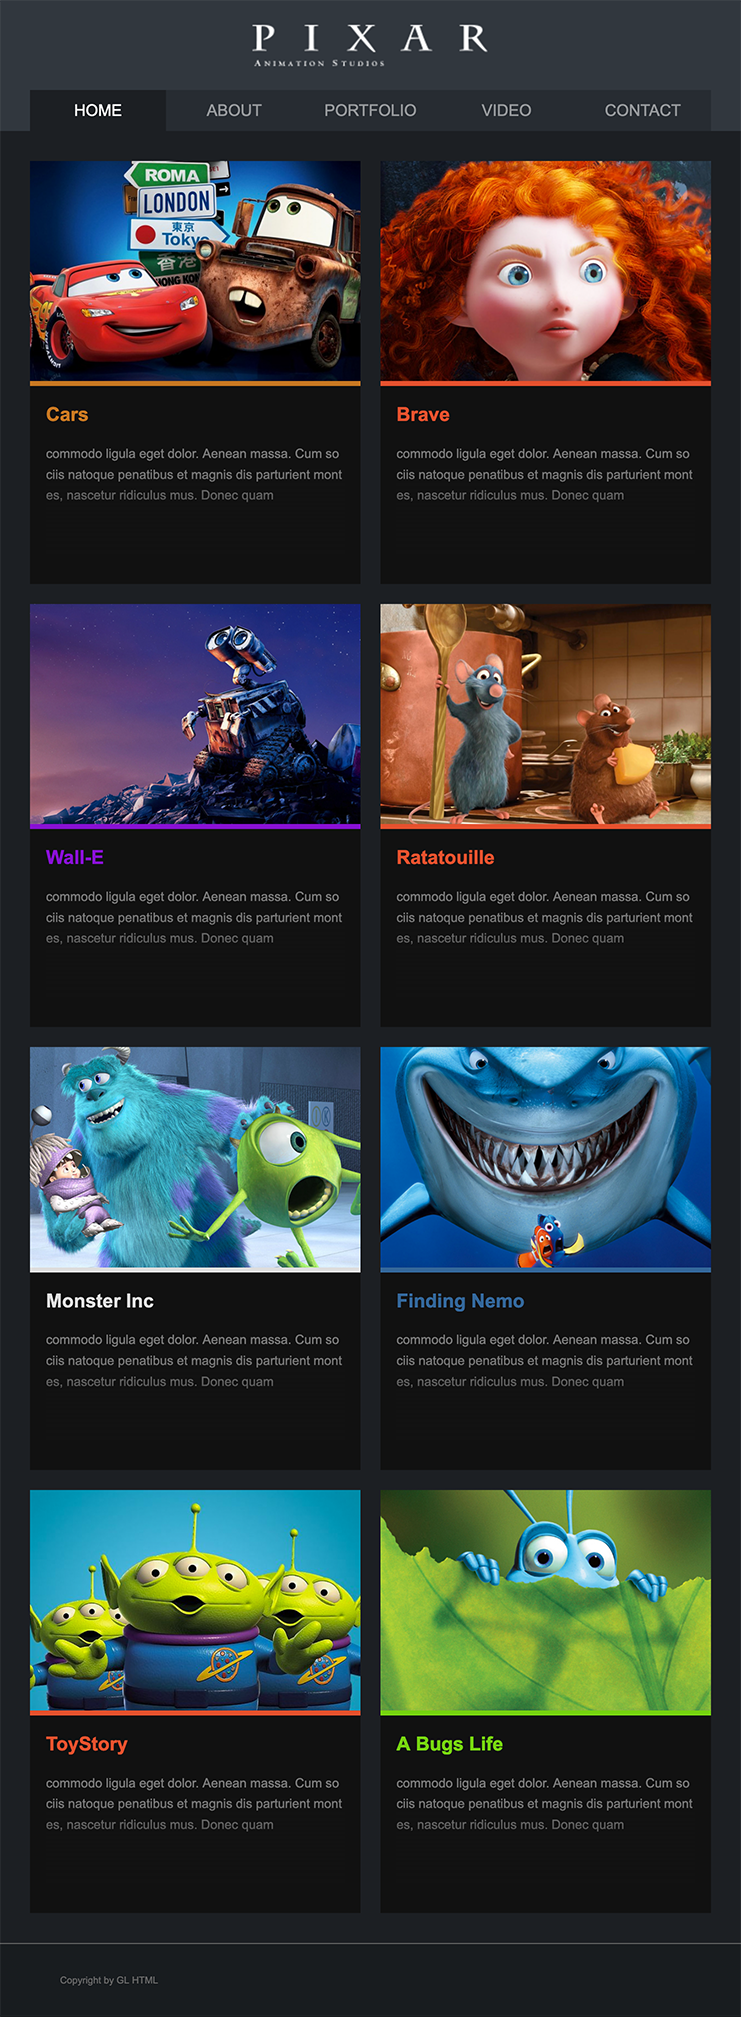 PIXAR
ANIMATION STUDIOS
HOME ABOUT PORTFOLIO VIDEO CONTACT
ROMA
LONDON
東京
Tokyo
香港
HONG KONG
Cars
commodo ligula eget dolor. Aenean massa. Cum so
ciis natoque penatibus et magnis dis parturient mont
es, nascetur ridiculus mus. Donec quam
Brave
commodo ligula eget dolor. Aenean massa. Cum so
ciis natoque penatibus et magnis dis parturient mont
es, nascetur ridiculus mus. Donec quam
Wall-E
commodo ligula eget dolor. Aenean massa. Cum so
ciis natoque penatibus et magnis dis parturient mont
es, nascetur ridiculus mus. Donec quam
Ratatouille
commodo ligula eget dolor. Aenean massa. Cum so
ciis natoque penatibus et magnis dis parturient mont
es, nascetur ridiculus mus. Donec quam
Monster Inc
commodo ligula eget dolor. Aenean massa. Cum so
ciis natoque penatibus et magnis dis parturient mont
es, nascetur ridiculus mus. Donec quam
Finding Nemo
commodo ligula eget dolor. Aenean massa. Cum so
ciis natoque penatibus et magnis dis parturient mont
es, nascetur ridiculus mus. Donec quam
ToyStory
commodo ligula eget dolor. Aenean massa. Cum so
ciis natoque penatibus et magnis dis parturient mont
es, nascetur ridiculus mus. Donec quam
A Bugs Life
commodo ligula eget dolor. Aenean massa. Cum so
ciis natoque penatibus et magnis dis parturient mont
es, nascetur ridiculus mus. Donec quam
Copyright by GL HTML